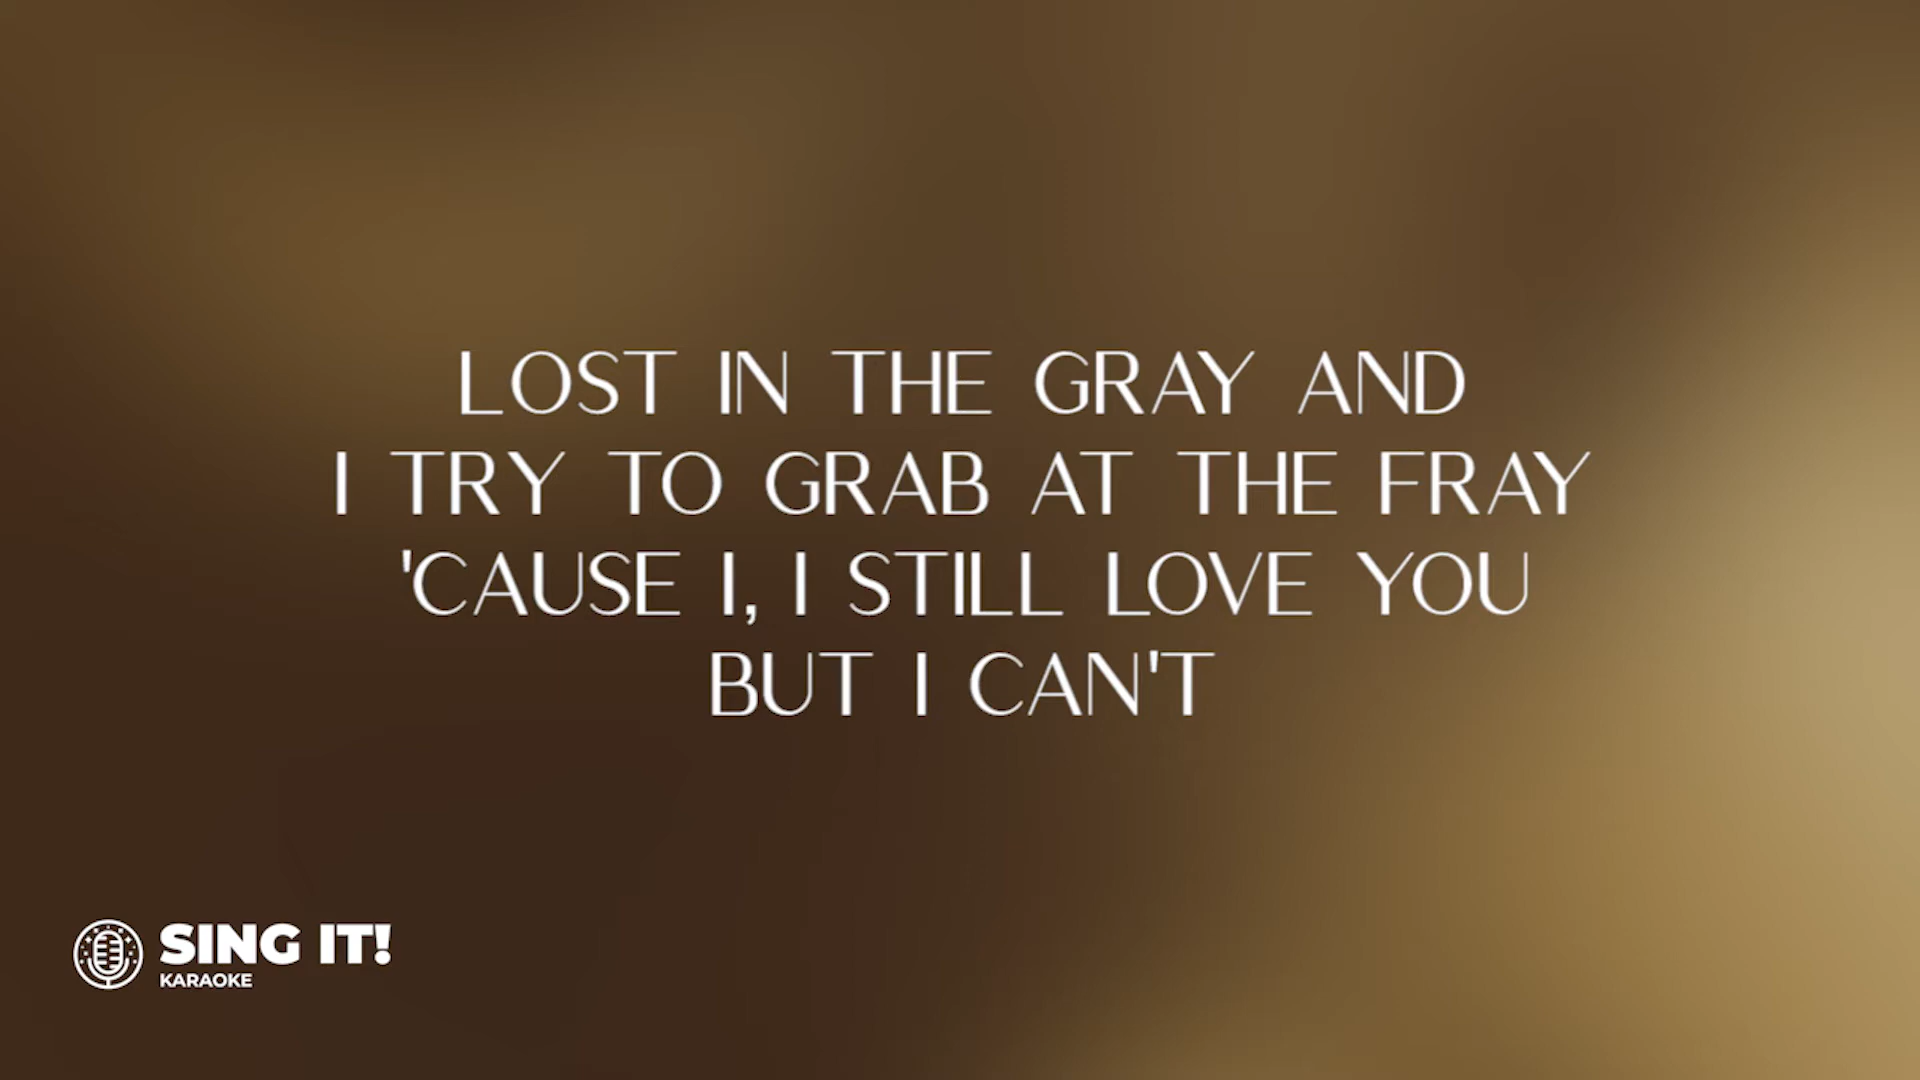 LOST IN THE GRAY AND
I TRY TO GRAB AT THE FRAY
'CAUSE I, I STILL LOVE YOU
BUT I CAN'T
SING IT!
KARAOKE